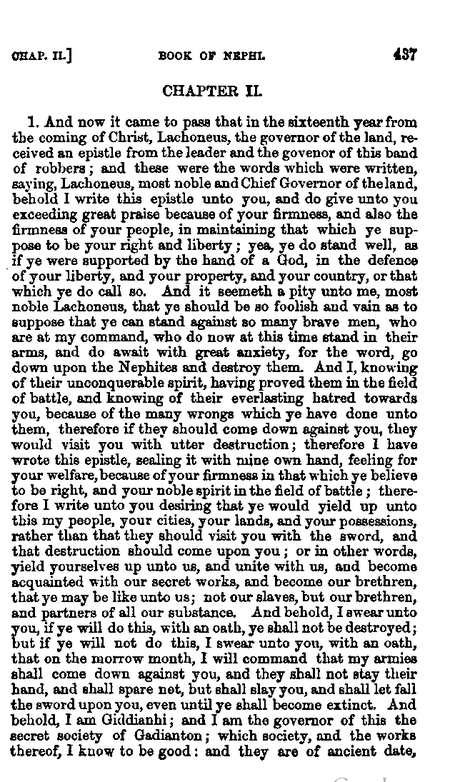 CHAP. II.] BOOK OF NEPHI. 437
CHAPTER II.
1. And now it came to pass that in the sixteenth year from
the coming of Christ, Lachoneus, the governor of the land, re-
ceived an epistle from the leader and the govenor of this band
of robbers; and these were the words which were written,
saying, Lachoneus, most noble and Chief Governor of the land,
behold I write this epistle unto you, and do give unto you
exceeding great praise because of your firmness, and also the
firmness of your people, in maintaining that which ye sup-
pose to be your right and liberty; yea, ye do stand well, as
if ye were supported by the hand of a God, in the defence
of your liberty, and your property, and your country, or that
which ye do call so. And it seemeth a pity unto me, most
noble Lachoneus, that ye should be so foolish and vain as to
suppose that ye can stand against so many brave men, who
are at my command, who do now at this time stand in their
arms, and do await with great anxiety, for the word, go
down upon the Nephites and destroy them. And I, knowing
of their unconquerable spirit, having proved them in the field
of battle, and knowing of their everlasting hatred towards
you, because of the many wrongs which ye have done unto
them, therefore if they should come down against you, they
would visit you with utter destruction; therefore I have
wrote this epistle, sealing it with mine own hand, feeling for
your welfare, because of your firmness in that which ye believe
to be right, and your noble spirit in the field of battle; there-
fore I write unto you desiring that ye would yield up unto
this my people, your cities, your lands, and your possessions,
rather than that they should visit you with the sword, and
that destruction should come upon you; or in other words,
yield yourselves up unto us, and unite with us, and become
acquainted with our secret works, and become our brethren,
that ye may be like unto us; not our slaves, but our brethren,
and partners of all our substance. And behold, I swear unto
you, if ye will do this, with an oath, ye shall not be destroyed;
but if ye will not do this, I swear unto you, with an oath,
that on the morrow month, I will command that my armies
shall come down against you, and they shall not stay their
hand, and shall spare not, but shall slay you, and shall let fall
the sword upon you, even until ye shall become extinct. And
behold, I am Giddianhi; and I am the governor of this the
secret society of Gadianton; which society, and the works
thereof, I know to be good: and they are of ancient date,